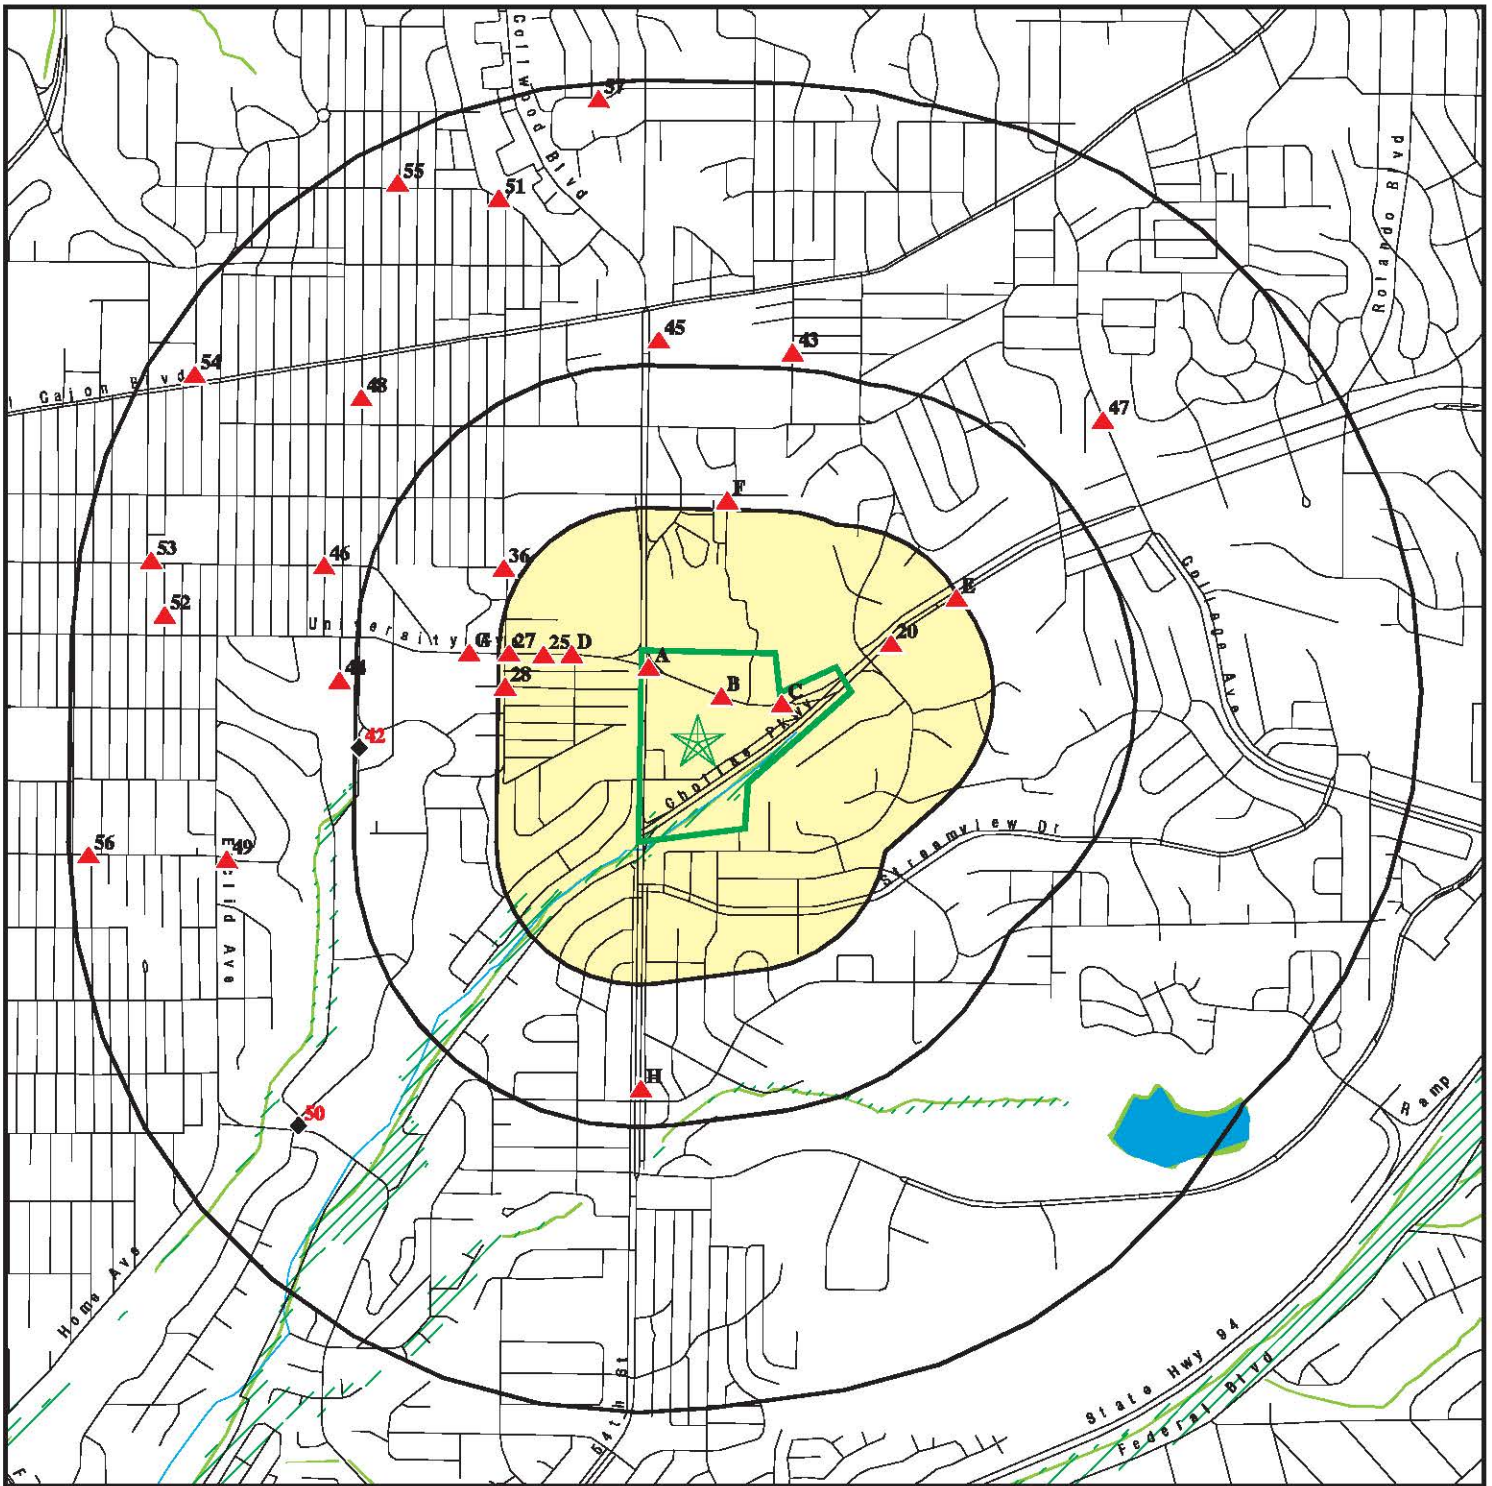 Collwood Blvd
57
55
51
Rolando Blvd
45
43
54
Cajon Blvd
48
47
F
53
46
36
E
52
University Ave
G
27
25
D
20
A
44
28
B
C
College Ave
42
Chollas Pkwy
Streamview Dr
56
49
Euclid Ave
H
50
Ramp
Home Ave
State Hwy 94
Federal Blvd
54th St
F